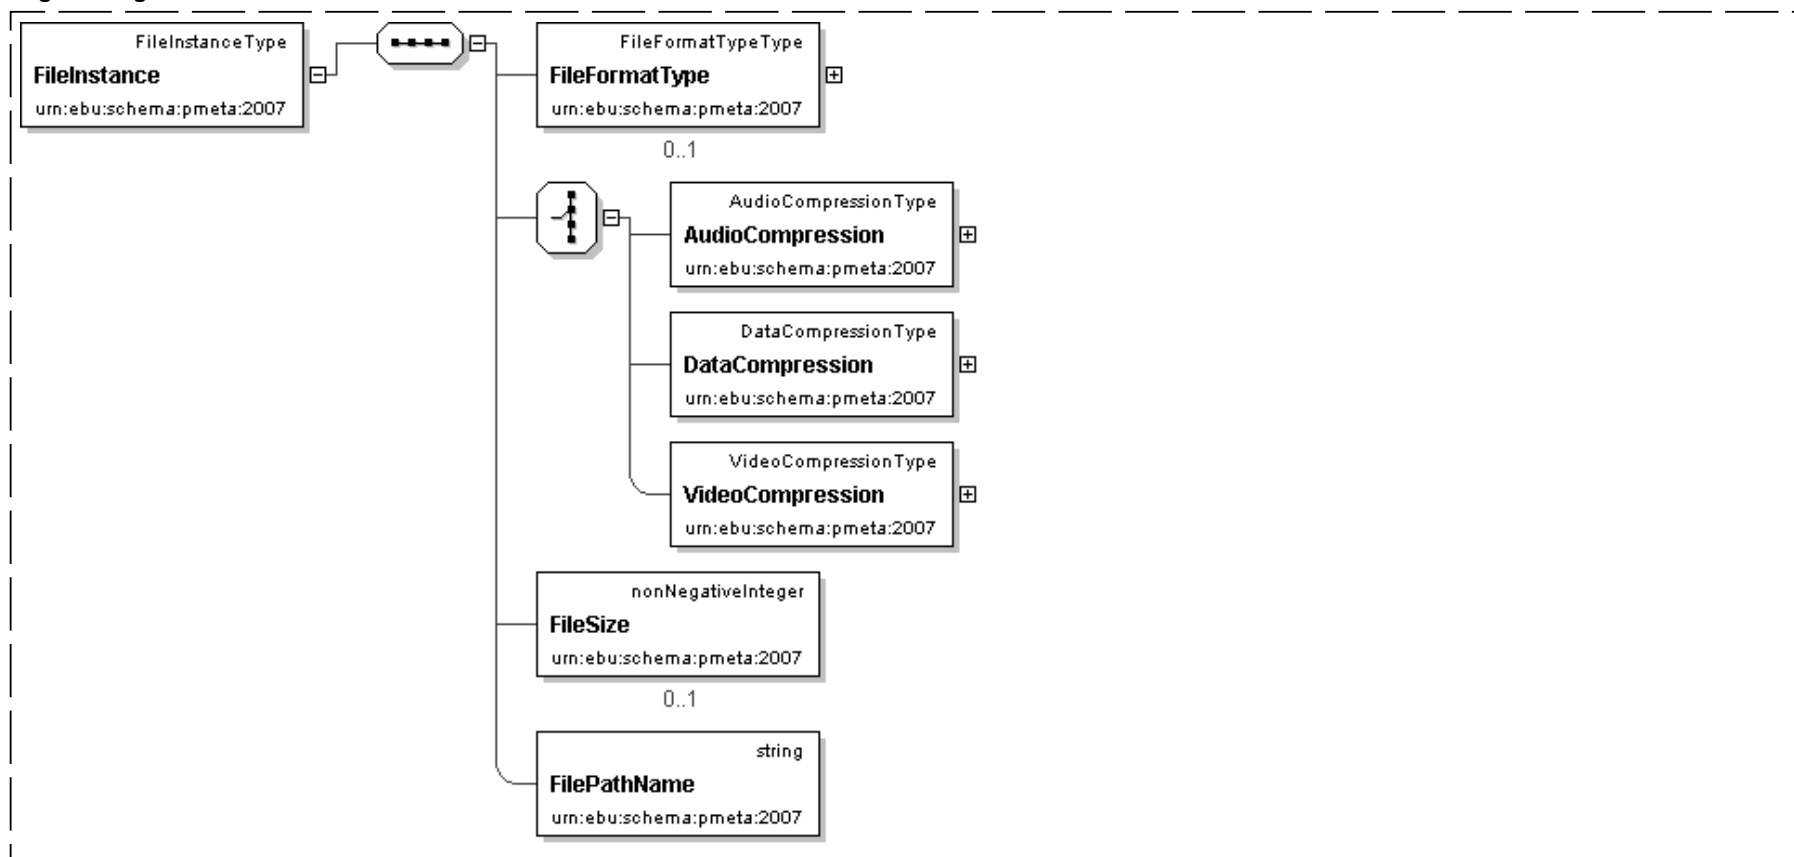 FileInstanceType
FileInstance
urn:ebu:schema:pmeta:2007
FileFormatTypeType
FileFormatType
urn:ebu:schema:pmeta:2007
0..1
AudioCompressionType
AudioCompression
urn:ebu:schema:pmeta:2007
DataCompressionType
DataCompression
urn:ebu:schema:pmeta:2007
VideoCompressionType
VideoCompression
urn:ebu:schema:pmeta:2007
nonNegativeInteger
FileSize
urn:ebu:schema:pmeta:2007
0..1
string
FilePathName
urn:ebu:schema:pmeta:2007